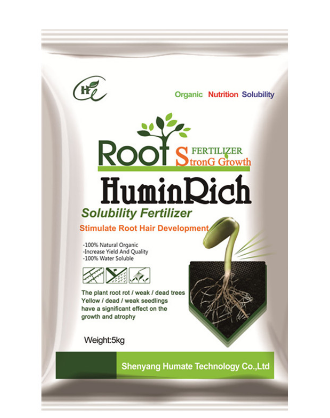 Organic Nutrition Solubility
Root FERTILIZER
StronG Growth
HuminRich
Solubility Fertilizer
Stimulate Root Hair Development
-100% Natural Organic
-Increase Yield And Quality
-100% Water Soluble
The plant root rot / weak / dead trees
Yellow / dead / weak seedlings
have a significant effect on the
growth and atrophy
Weight:5kg
Shenyang Humate Technology Co.,Ltd